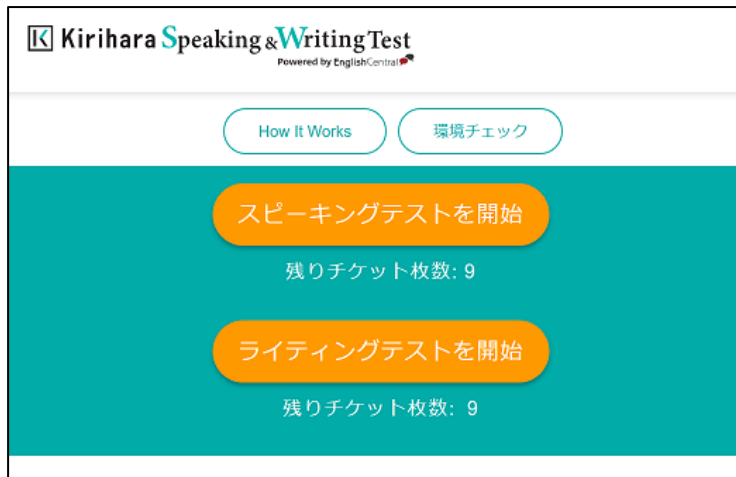 Kirihara Speaking & Writing Test
Powered by EnglishCentral
How It Works
環境チェック
スピーキングテストを開始
残りチケット枚数: 9
ライティングテストを開始
残りチケット枚数: 9